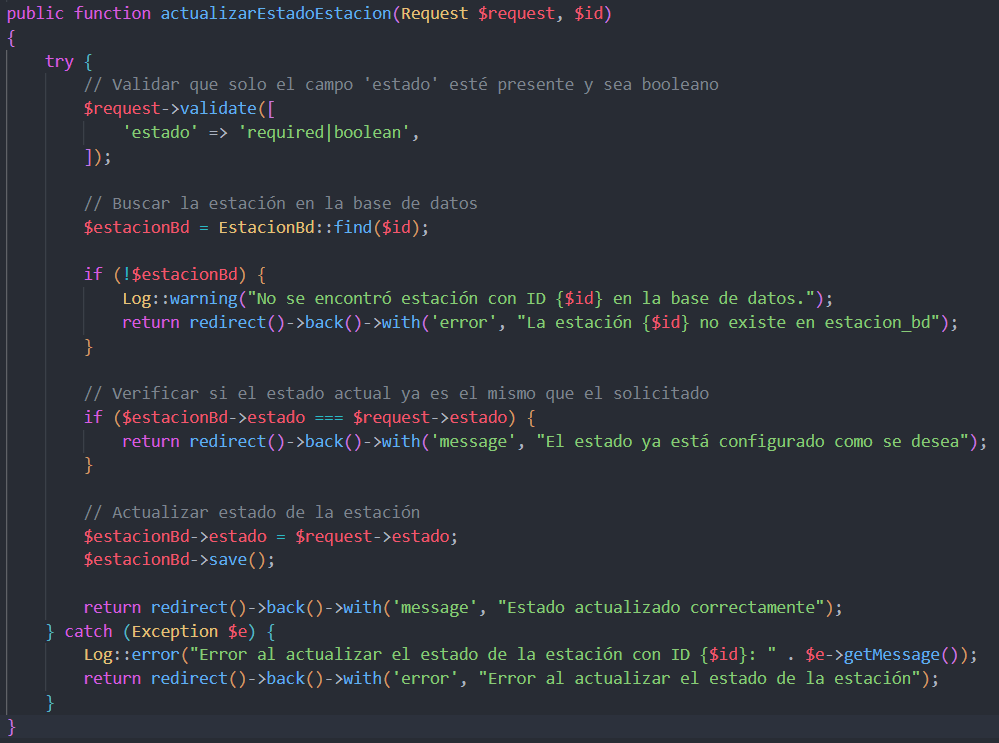 public function actualizarEstadoEstacion(Request $request, $id)
{
    try {
        // Validar que solo el campo 'estado' esté presente y sea booleano
        $request->validate([
            'estado' => 'required|boolean',
        ]);

        // Buscar la estación en la base de datos
        $estacionBd = EstacionBd::find($id);

        if (!$estacionBd) {
            Log::warning("No se encontró estación con ID {$id} en la base de datos.");
            return redirect()->back()->with('error', "La estación {$id} no existe en estacion_bd");
        }

        // Verificar si el estado actual ya es el mismo que el solicitado
        if ($estacionBd->estado === $request->estado) {
            return redirect()->back()->with('message', "El estado ya está configurado como se desea");
        }

        // Actualizar estado de la estación
        $estacionBd->estado = $request->estado;
        $estacionBd->save();

        return redirect()->back()->with('message', "Estado actualizado correctamente");
    } catch (Exception $e) {
        Log::error("Error al actualizar el estado de la estación con ID {$id}: " . $e->getMessage());
        return redirect()->back()->with('error', "Error al actualizar el estado de la estación");
    }
}